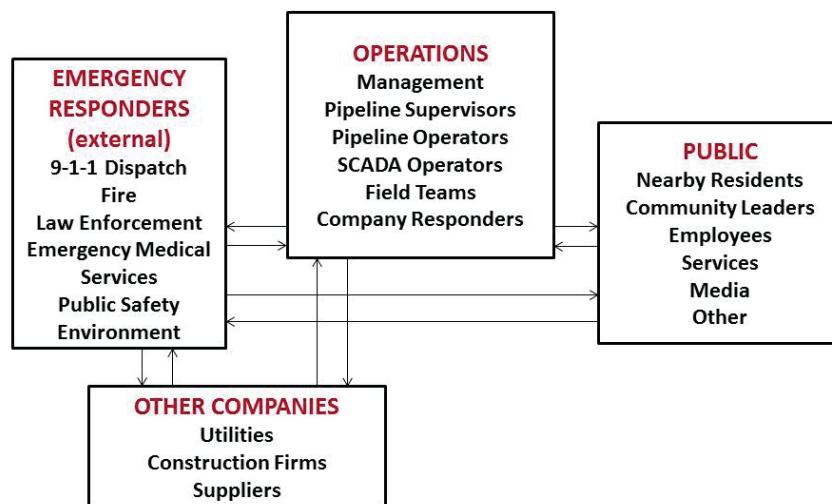 EMERGENCY
RESPONDERS
(external)
9-1-1 Dispatch
Fire
Law Enforcement
Emergency Medical
Services
Public Safety
Environment
OPERATIONS
Management
Pipeline Supervisors
Pipeline Operators
SCADA Operators
Field Teams
Company Responders
PUBLIC
Nearby Residents
Community Leaders
Employees
Services
Media
Other
OTHER COMPANIES
Utilities
Construction Firms
Suppliers